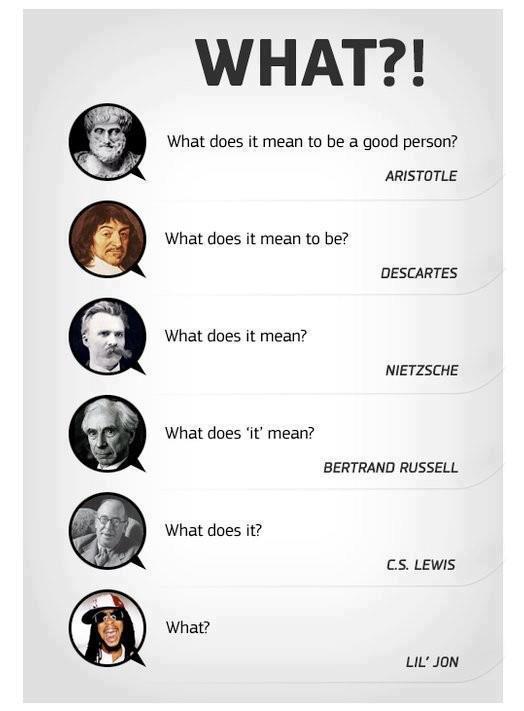 WHAT?!
What does it mean to be a good person?
ARISTOTLE
What does it mean to be?
DESCARTES
What does it mean?
NIETZSCHE
What does ‘it’ mean?
BERTRAND RUSSELL
What does it?
C.S. LEWIS
What?
LIL’ JON